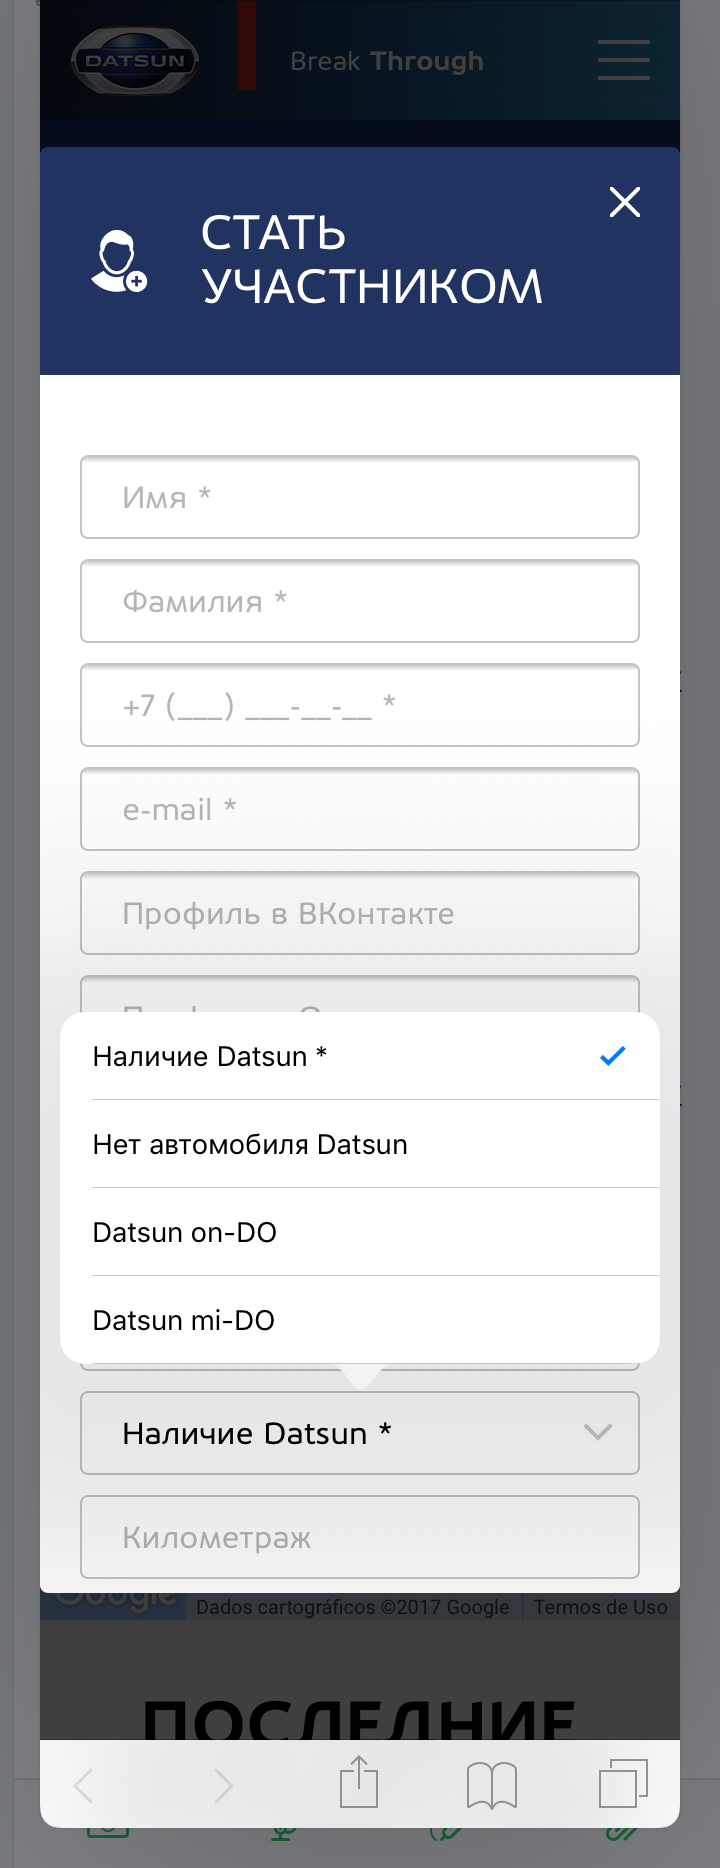 DATSUN
Break Through
СТАТЬ
УЧАСТНИКОМ
Имя *
Фамилия *
+7 (___) ___-__-__ *
e-mail *
Профиль в ВКонтакте
Наличие Datsun *
Нет автомобиля Datsun
Datsun on-DO
Datsun mi-DO
Наличие Datsun *
Километраж
Google
Dados cartográficos ©2017 Google
Termos de Uso
ПОСЛЕДНИЕ